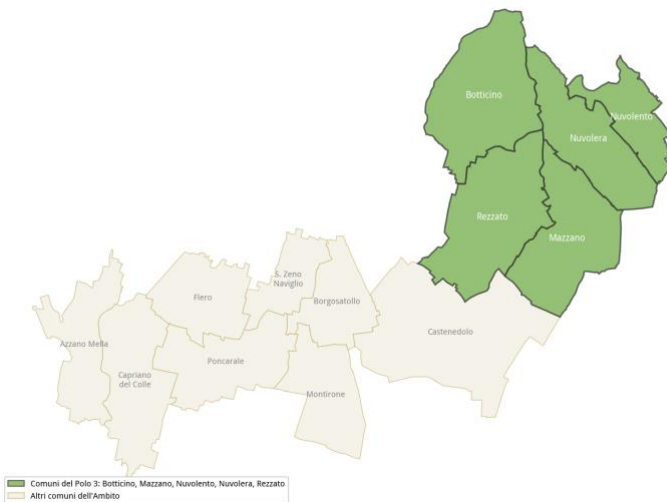 Botticino
Nuvolento
Nuvolera
Rezzato
Mazzano
S. Zeno
Naviglio
Flero
Borgosatollo
Castenedolo
Azzano Mella
Poncarale
Capriano
del Colle
Montirone
Comuni del Polo 3: Botticino, Mazzano, Nuvolento, Nuvolera, Rezzato
Altri comuni dell'Ambito